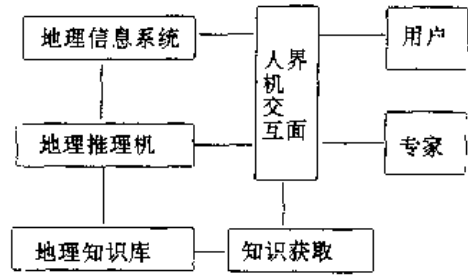 地理信息系统
人界
机
交
互面
用户
地理推理机
专家
地理知识库
知识获取